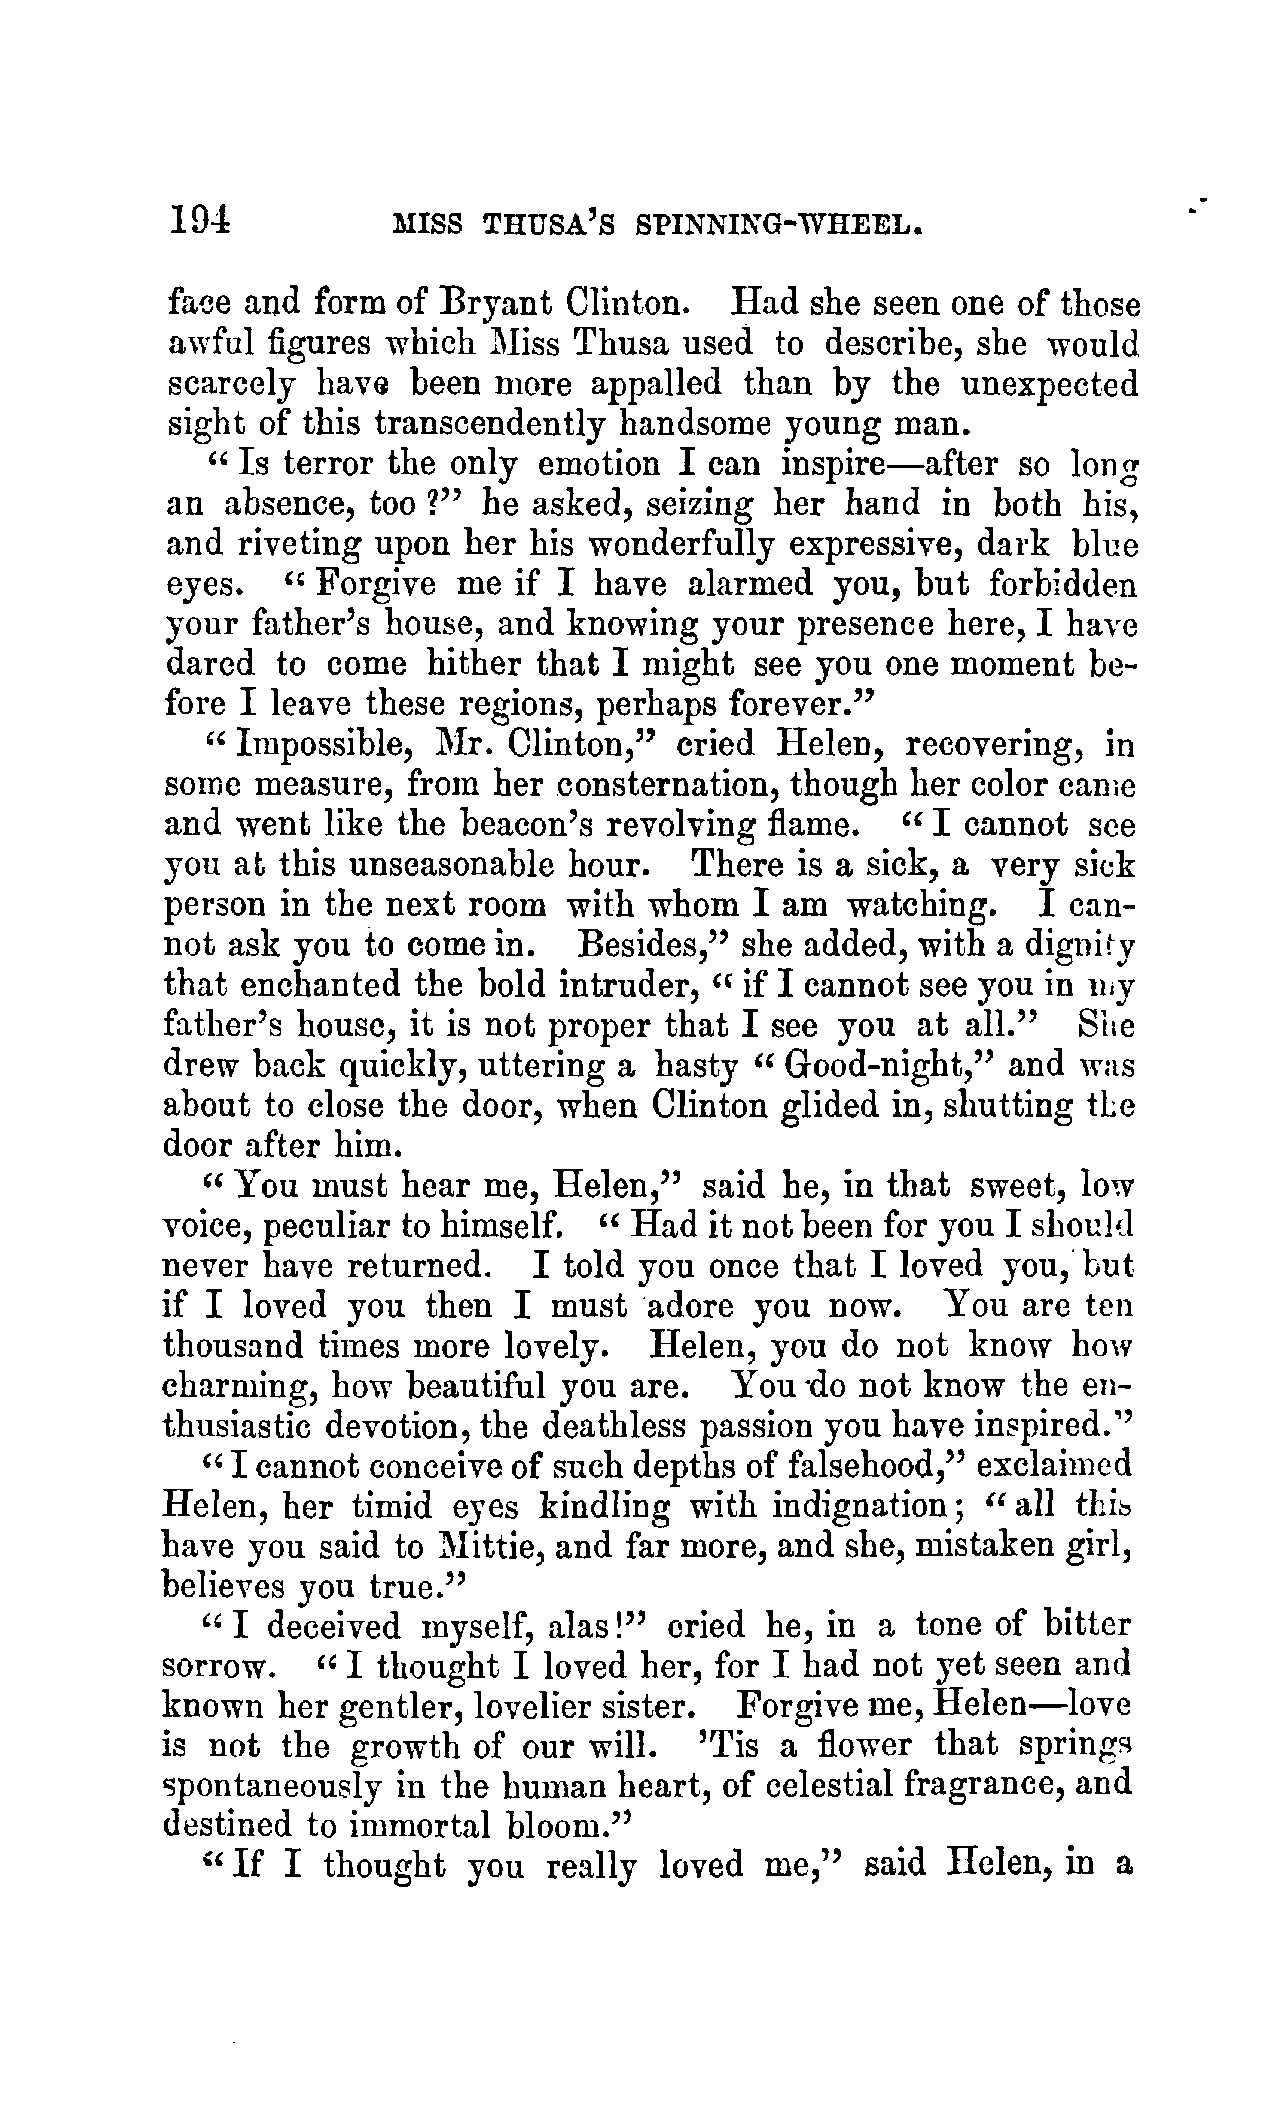 194 MISS THUSA'S SPINNING-WHEEL.
face and form of Bryant Clinton. Had she seen one of those
awful figures which Miss Thusa used to describe, she would
scarcely have been more appalled than by the unexpected
sight of this transcendently handsome young man.
"Is terror the only emotion I can inspire—after so long
an absence, too?" he asked, seizing her hand in both his,
and riveting upon her his wonderfully expressive, dark blue
eyes. "Forgive me if I have alarmed you, but forbidden
your father's house, and knowing your presence here, I have
dared to come hither that I might see you one moment be-
fore I leave these regions, perhaps forever."
"Impossible, Mr. Clinton," cried Helen, recovering, in
some measure, from her consternation, though her color came
and went like the beacon's revolving flame. "I cannot see
you at this unseasonable hour. There is a sick, a very sick
person in the next room with whom I am watching. I can-
not ask you to come in. Besides," she added, with a dignity
that enchanted the bold intruder, "if I cannot see you in my
father's house, it is not proper that I see you at all." She
drew back quickly, uttering a hasty "Good-night," and was
about to close the door, when Clinton glided in, shutting the
door after him.
"You must hear me, Helen," said he, in that sweet, low
voice, peculiar to himself. "Had it not been for you I should
never have returned. I told you once that I loved you, but
if I loved you then I must adore you now. You are ten
thousand times more lovely. Helen, you do not know how
charming, how beautiful you are. You do not know the en-
thusiastic devotion, the deathless passion you have inspired."
"I cannot conceive of such depths of falsehood," exclaimed
Helen, her timid eyes kindling with indignation; "all this
have you said to Mittie, and far more, and she, mistaken girl,
believes you true."
"I deceived myself, alas!" cried he, in a tone of bitter
sorrow. "I thought I loved her, for I had not yet seen and
known her gentler, lovelier sister. Forgive me, Helen—love
is not the growth of our will. 'Tis a flower that springs
spontaneously in the human heart, of celestial fragrance, and
destined to immortal bloom."
"If I thought you really loved me," said Helen, in a